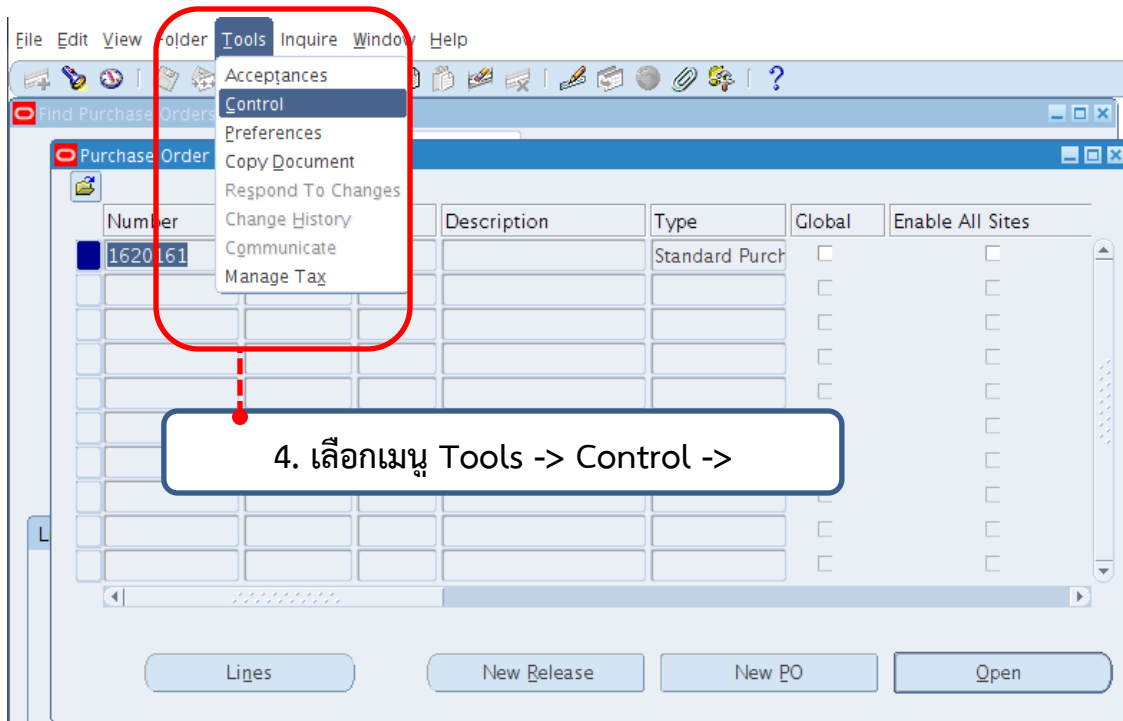 File Edit View Folder Tools Inquire Window Help
Acceptances
Control
Preferences
Copy Document
Respond To Changes
Change History
Communicate
Manage Tax
Find Purchase Orders
Purchase Order
Number Description Type Global Enable All Sites
1620161 Standard Purch
4. เลือกเมนู Tools -> Control ->
L
Lines New Release New PO Open